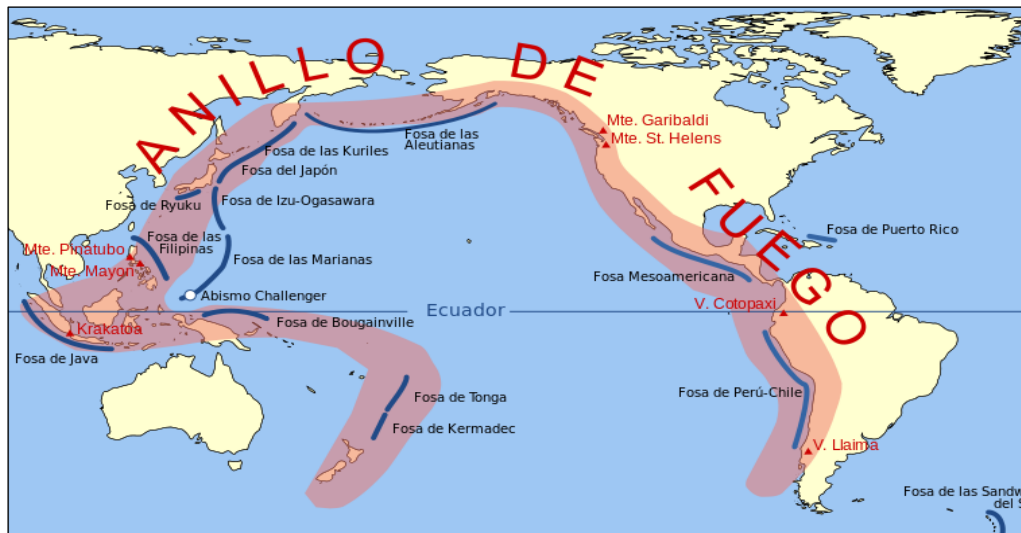 ANILLO DE FUEGO
Mte. Garibaldi
Mte. St. Helens
Fosa de las
Aleutianas
Fosa de las Kuriles
Fosa del Japón
Fosa de Ryuku
Fosa de Izu-Ogasawara
Fosa de Puerto Rico
Fosa de las
Filipinas
Mte. Pinatubo
Mte. Mayon
Fosa de las Marianas
Fosa Mesoamericana
Abismo Challenger
V. Cotopaxi
Ecuador
Fosa de Bougainville
Krakatoa
Fosa de Java
Fosa de Tonga
Fosa de Perú-Chile
Fosa de Kermadec
V. Llaima
Fosa de las Sandw
del S